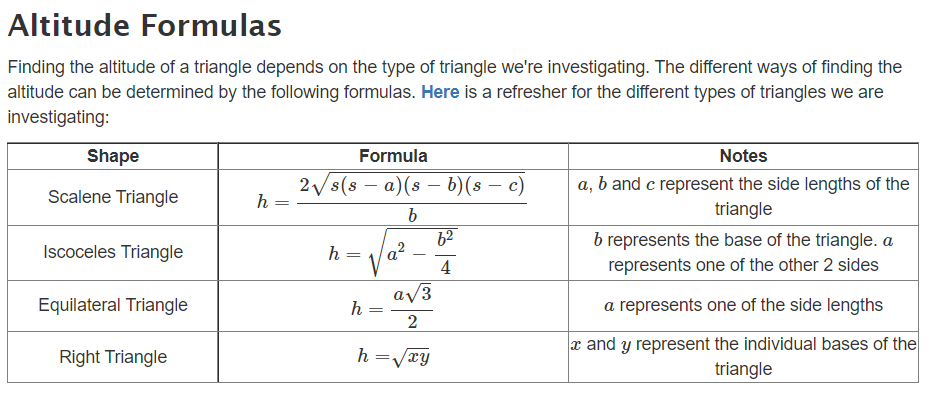 Altitude Formulas
Finding the altitude of a triangle depends on the type of triangle we're investigating. The different ways of finding the
altitude can be determined by the following formulas. Here is a refresher for the different types of triangles we are
investigating:
Shape Formula Notes
Scalene Triangle h = 2√(s(s − a)(s − b)(s − c)) / b a, b and c represent the side lengths of the
triangle
Iscoceles Triangle h = √(a² − b²/4) b represents the base of the triangle. a
represents one of the other 2 sides
Equilateral Triangle h = a√3 / 2 a represents one of the side lengths
Right Triangle h = √xy x and y represent the individual bases of the
triangle